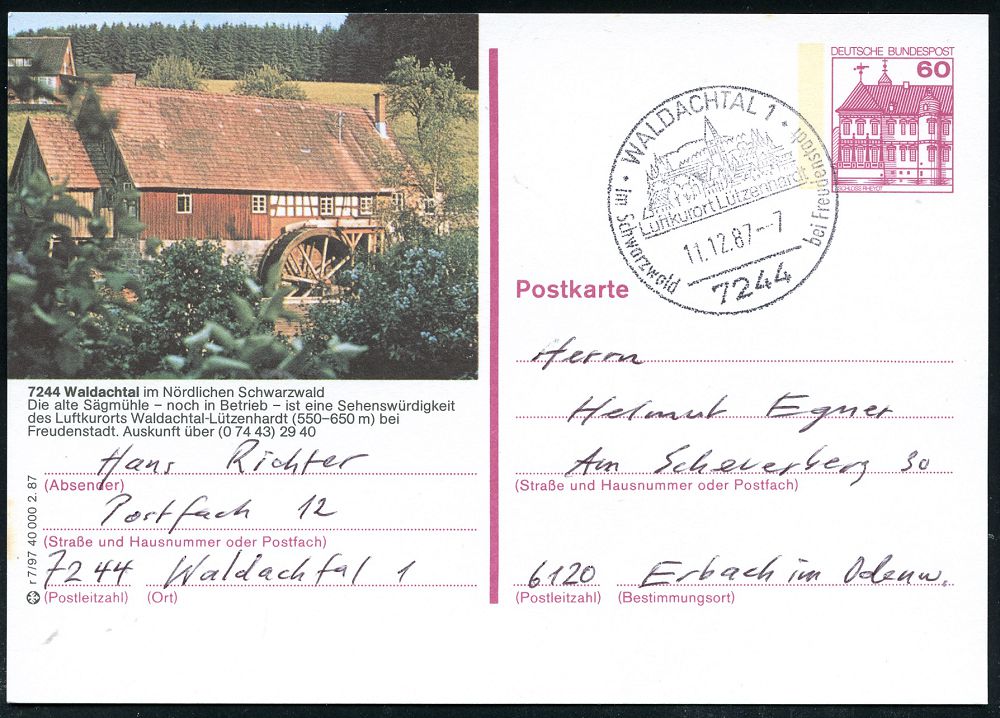 DEUTSCHE BUNDESPOST
60
SCHLOSS RHEYDT
WALDACHTAL 1
Luftkurort Lützenhardt
im Schwarzwald
bei Freudenstadt
11.12.87--7
7244
Postkarte
7244 Waldachtal im Nördlichen Schwarzwald
Die alte Sägmühle – noch in Betrieb – ist eine Sehenswürdigkeit
des Luftkurorts Waldachtal-Lützenhardt (550–650 m) bei
Freudenstadt. Auskunft über (0 74 43) 29 40
Hans Richter
(Absender)
Postfach 12
(Straße und Hausnummer oder Postfach)
7244 Waldachtal 1
(Postleitzahl) (Ort)
r 7/97 40 000 2.87
Herrn
Helmut Egner
Am Scheuerberg 30
(Straße und Hausnummer oder Postfach)
6120 Erbach im Odenw.
(Postleitzahl) (Bestimmungsort)